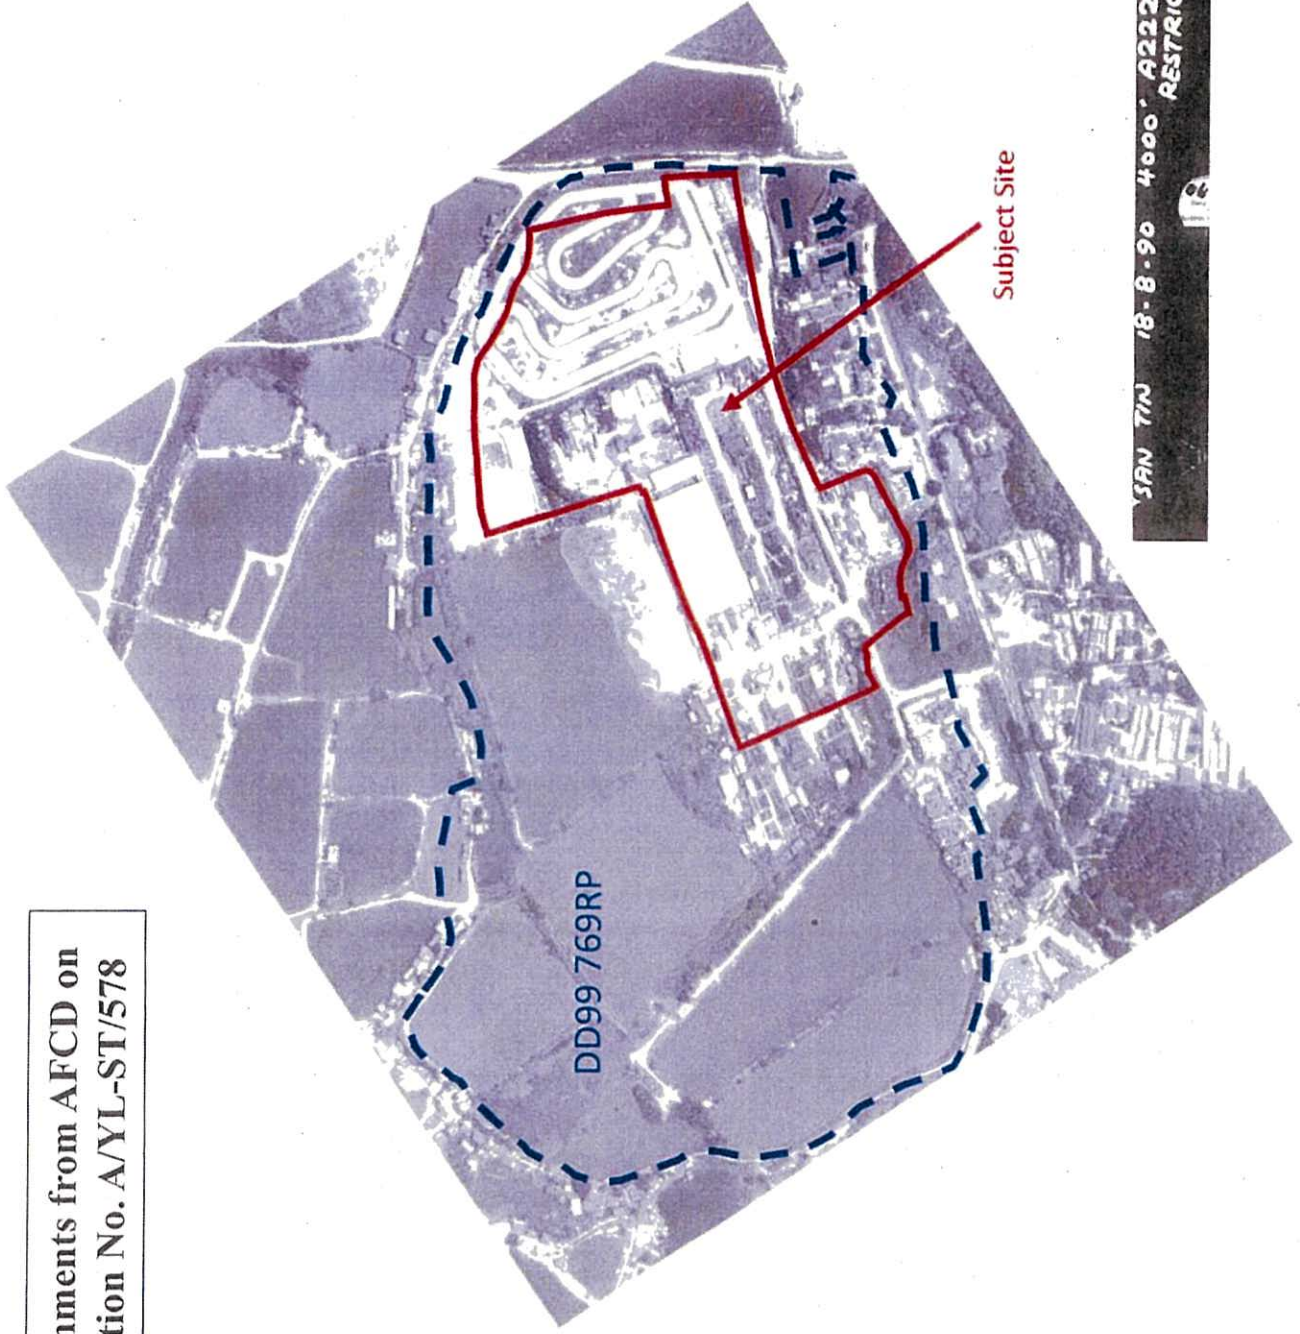 nments from AFCD on
tion No. A/YL-ST/578
DD99 769RP
Subject Site
SAN TIN 18·8·90 4000' A222
RESTRIC